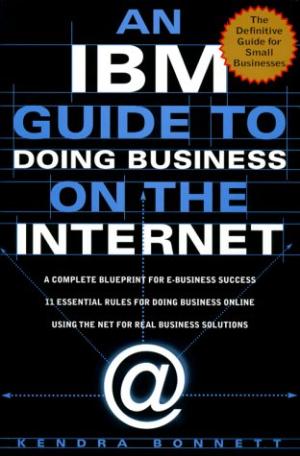 AN
IBM
GUIDE TO
DOING BUSINESS
ON THE
INTERNET
The
Definitive
Guide for
Small
Businesses
A COMPLETE BLUEPRINT FOR E-BUSINESS SUCCESS
11 ESSENTIAL RULES FOR DOING BUSINESS ONLINE
USING THE NET FOR REAL BUSINESS SOLUTIONS
@
KENDRA BONNETT